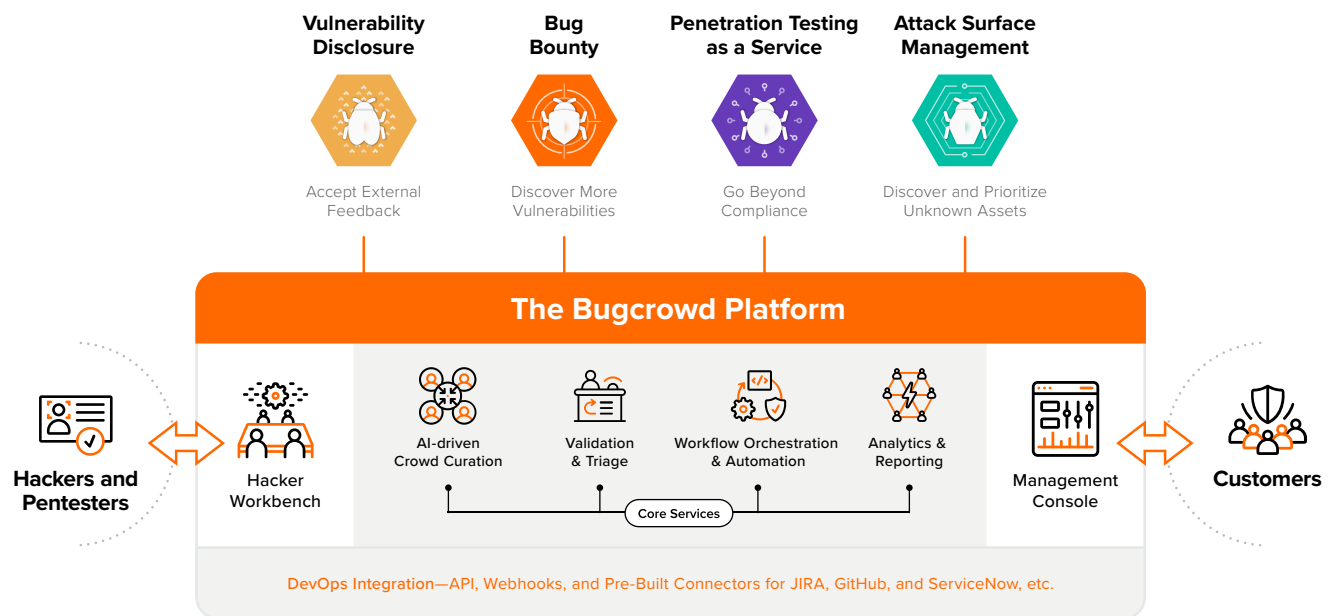 Vulnerability
Disclosure
Bug
Bounty
Penetration Testing
as a Service
Attack Surface
Management
Accept External
Feedback
Discover More
Vulnerabilities
Go Beyond
Compliance
Discover and Prioritize
Unknown Assets
The Bugcrowd Platform
Hackers and
Pentesters
Hacker
Workbench
AI-driven
Crowd Curation
Validation
& Triage
</>
Workflow Orchestration
& Automation
Analytics &
Reporting
Core Services
Management
Console
Customers
DevOps Integration—API, Webhooks, and Pre-Built Connectors for JIRA, GitHub, and ServiceNow, etc.